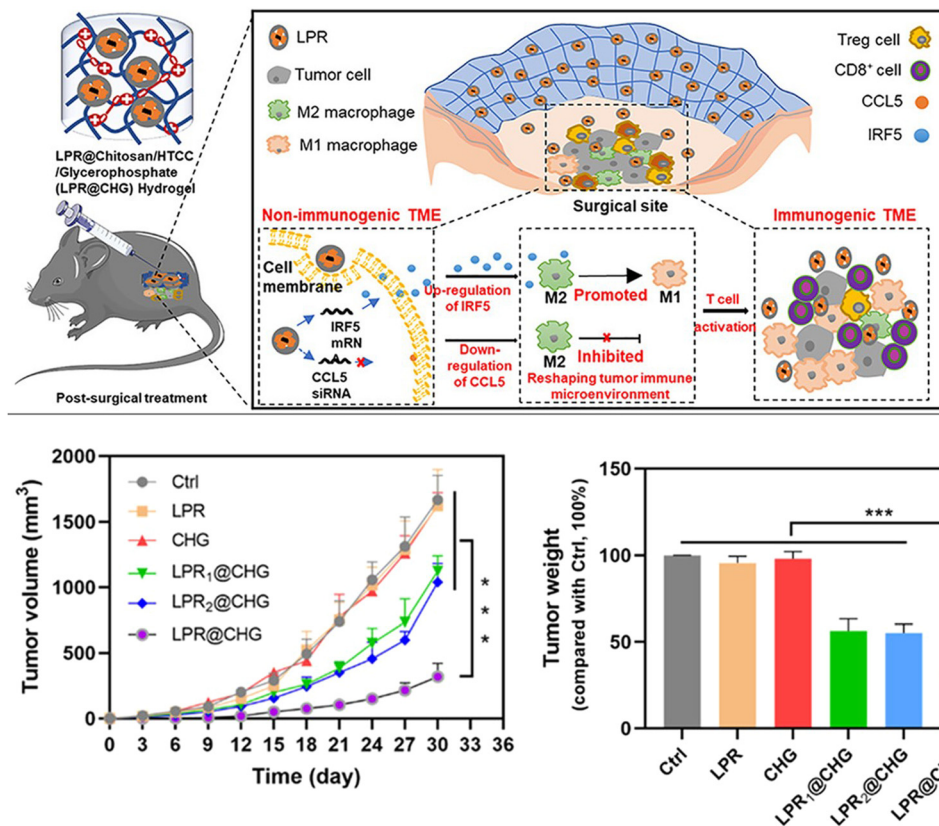 LPR@Chitosan/HTCC
/Glycerophosphate
(LPR@CHG) Hydrogel
Post-surgical treatment
LPR
Tumor cell
M2 macrophage
M1 macrophage
Treg cell
CD8+ cell
CCL5
IRF5
Surgical site
Non-immunogenic TME
Immunogenic TME
Cell
membrane
IRF5
mRN
CCL5
siRNA
Up-regulation
of IRF5
Down-
regulation
of CCL5
M2
Promoted
M1
M2
Inhibited
Reshaping tumor immune
microenvironment
T cell
activation
Tumor volume (mm3)
2000
1500
1000
500
0
Ctrl
LPR
CHG
LPR1@CHG
LPR2@CHG
LPR@CHG
* * *
0 3 6 9 12 15 18 21 24 27 30 33 36
Time (day)
Tumor weight
(compared with Ctrl, 100%)
150
100
50
0
***
Ctrl
LPR
CHG
LPR1@CHG
LPR2@CHG